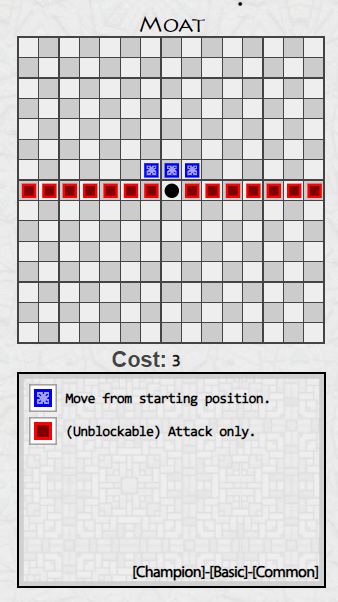 MOAT
Cost: 3
Move from starting position.
(Unblockable) Attack only.
[Champion]-[Basic]-[Common]